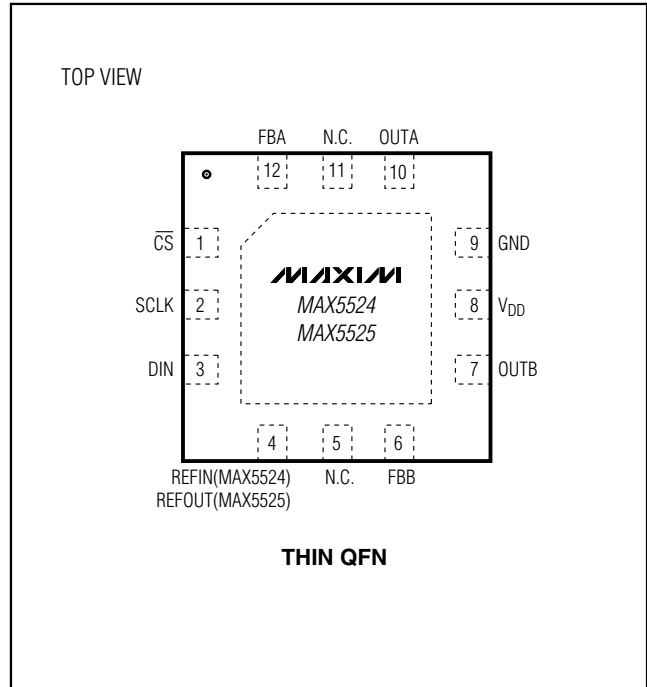 TOP VIEW
FBA N.C. OUTA
12 11 10
C̅S̅ 1 9 GND
MAXIM
SCLK 2 MAX5524 8 VDD
MAX5525
DIN 3 7 OUTB
4 5 6
REFIN(MAX5524) N.C. FBB
REFOUT(MAX5525)
THIN QFN